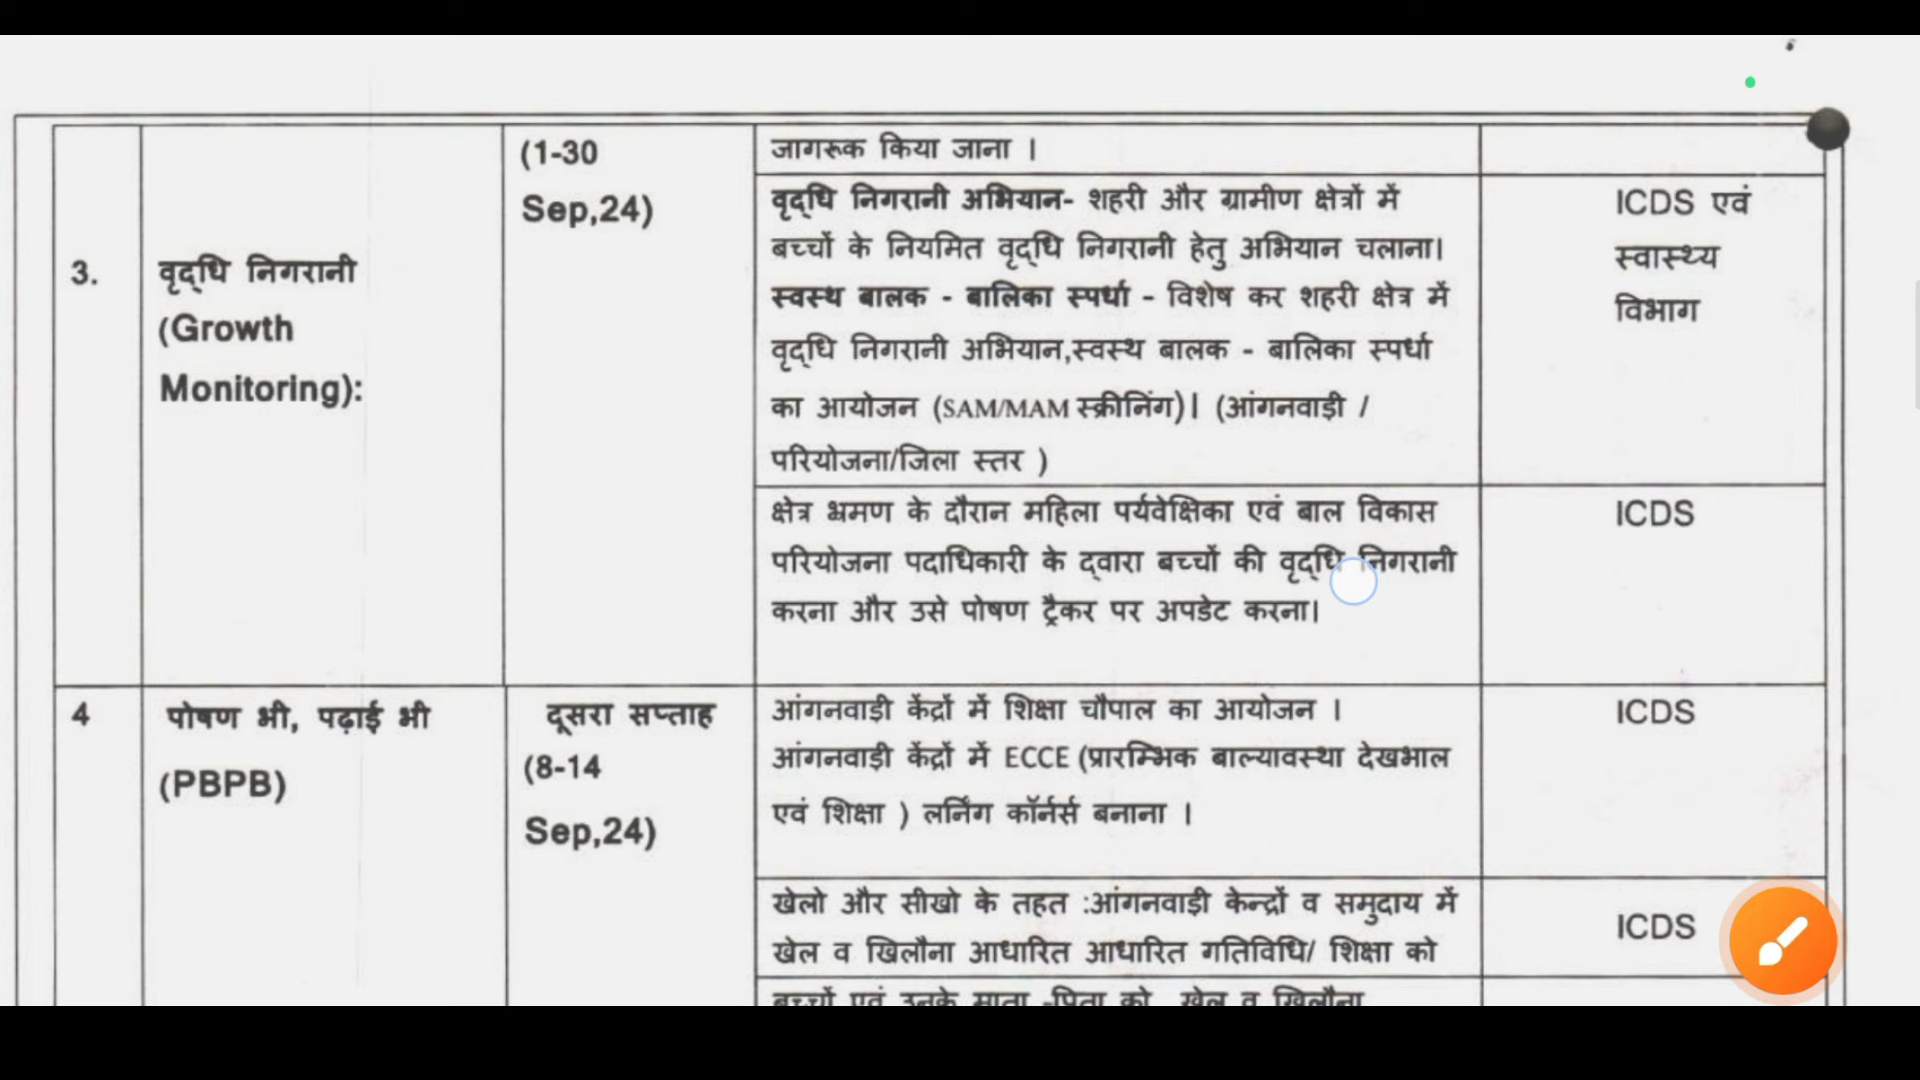 (1-30
Sep,24)
जागरूक किया जाना ।
3.
वृद्धि निगरानी
(Growth
Monitoring):
वृद्धि निगरानी अभियान- शहरी और ग्रामीण क्षेत्रों में
बच्चों के नियमित वृद्धि निगरानी हेतु अभियान चलाना।
स्वस्थ बालक - बालिका स्पर्धा - विशेष कर शहरी क्षेत्र में
वृद्धि निगरानी अभियान,स्वस्थ बालक - बालिका स्पर्धा
का आयोजन (SAM/MAM स्क्रीनिंग)। (आंगनवाड़ी /
परियोजना/जिला स्तर )
ICDS एवं
स्वास्थ्य
विभाग
क्षेत्र भ्रमण के दौरान महिला पर्यवेक्षिका एवं बाल विकास
परियोजना पदाधिकारी के द्वारा बच्चों की वृद्धि निगरानी
करना और उसे पोषण ट्रैकर पर अपडेट करना।
ICDS
4
पोषण भी, पढ़ाई भी
(PBPB)
दूसरा सप्ताह
(8-14
Sep,24)
आंगनवाड़ी केंद्रों में शिक्षा चौपाल का आयोजन ।
आंगनवाड़ी केंद्रों में ECCE (प्रारम्भिक बाल्यावस्था देखभाल
एवं शिक्षा ) लर्निंग कॉर्नर्स बनाना ।
ICDS
खेलो और सीखो के तहत :आंगनवाड़ी केन्द्रों व समुदाय में
खेल व खिलौना आधारित आधारित गतिविधि/ शिक्षा को
ICDS
बच्चों एवं उनके माता -पिता को खेल व खिलौना